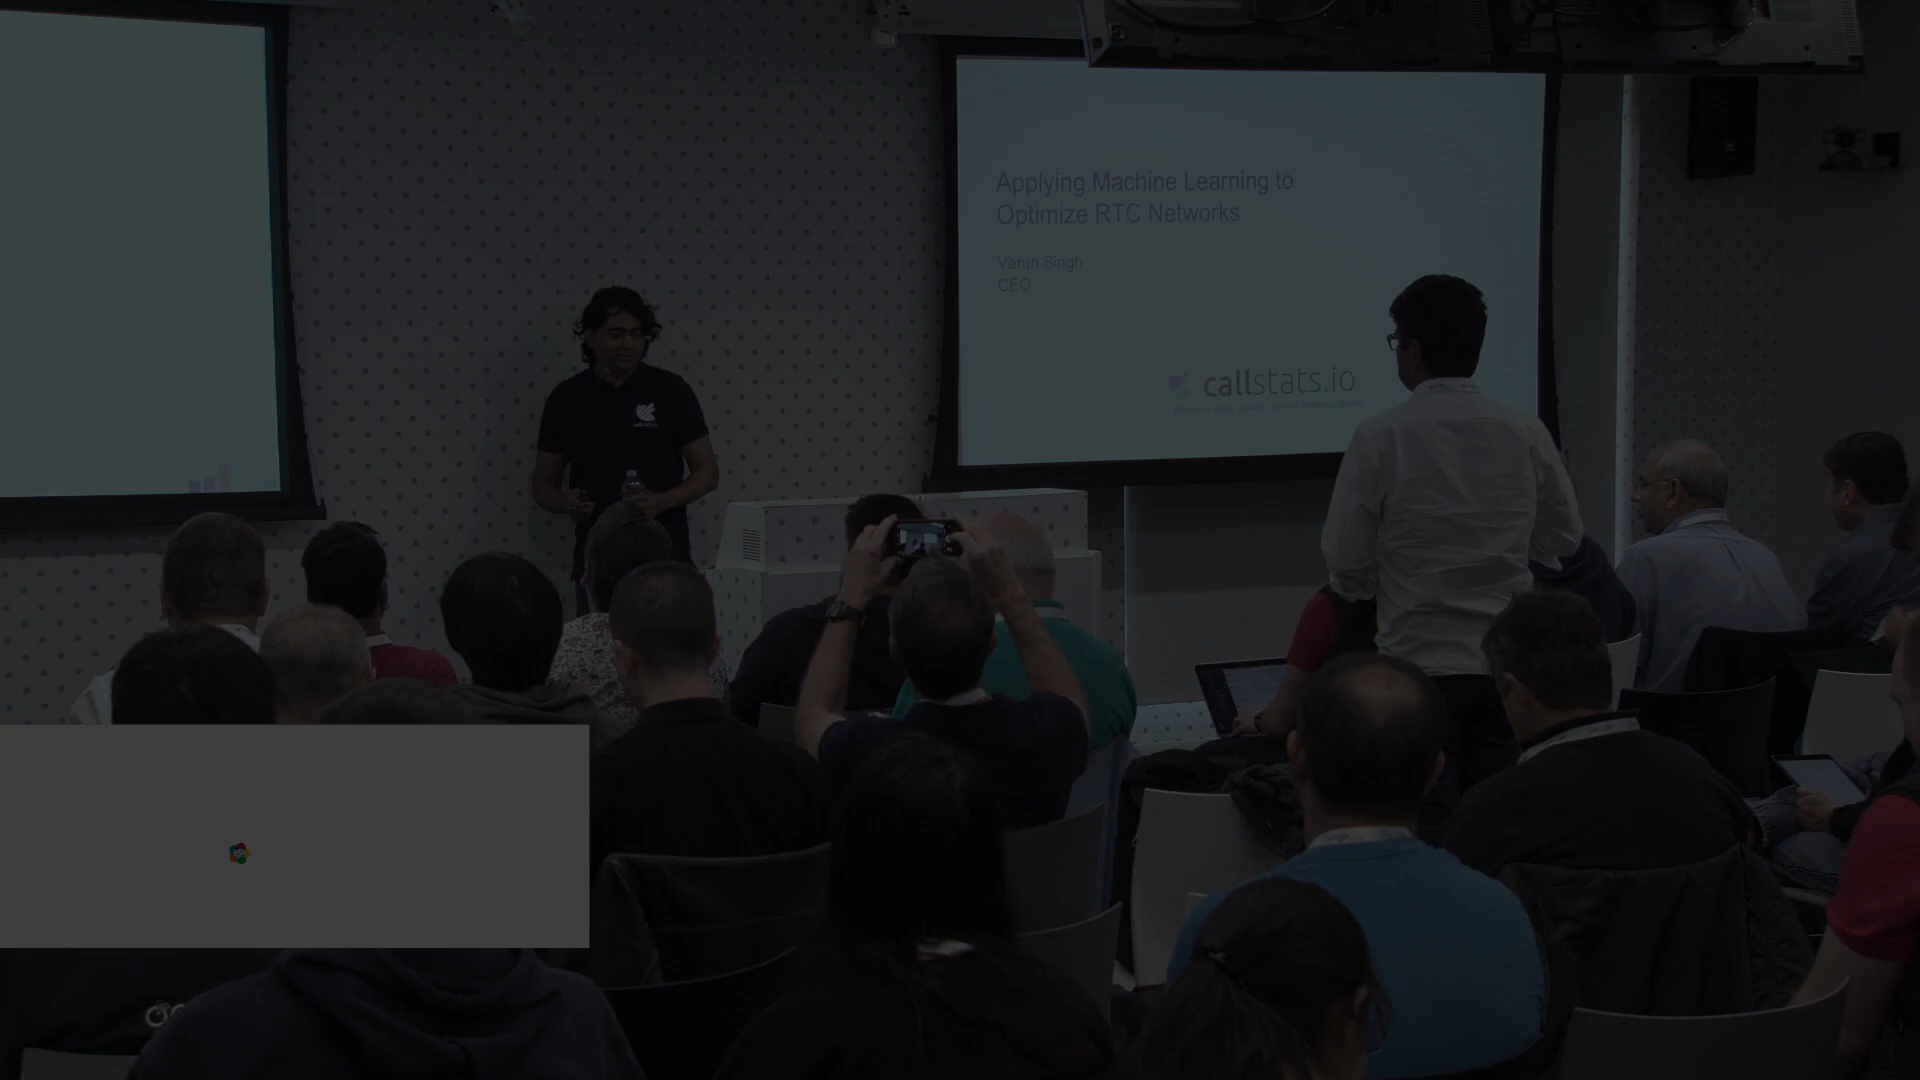 Applying Machine Learning to
Optimize RTC Networks
Varun Singh
CEO
callstats.io